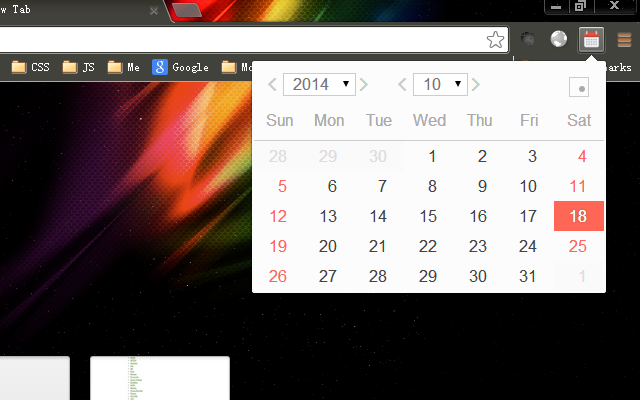 w Tab
CSS JS Me Google Mo arks
2014 10
Sun Mon Tue Wed Thu Fri Sat
28 29 30 1 2 3 4
5 6 7 8 9 10 11
12 13 14 15 16 17 18
19 20 21 22 23 24 25
26 27 28 29 30 31 1